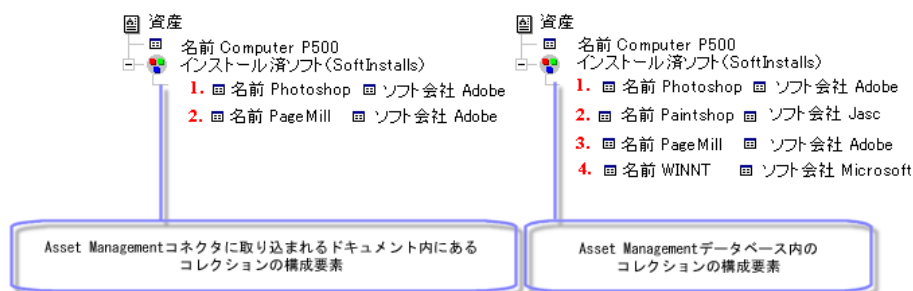 資産
名前 Computer P500
インストール済ソフト(SoftInstalls)
1. 名前 Photoshop ソフト会社 Adobe
2. 名前 PageMill ソフト会社 Adobe
Asset Managementコネクタに取り込まれるドキュメント内にある
コレクションの構成要素
資産
名前 Computer P500
インストール済ソフト(SoftInstalls)
1. 名前 Photoshop ソフト会社 Adobe
2. 名前 Paintshop ソフト会社 Jasc
3. 名前 PageMill ソフト会社 Adobe
4. 名前 WINNT ソフト会社 Microsoft
Asset Managementデータベース内の
コレクションの構成要素